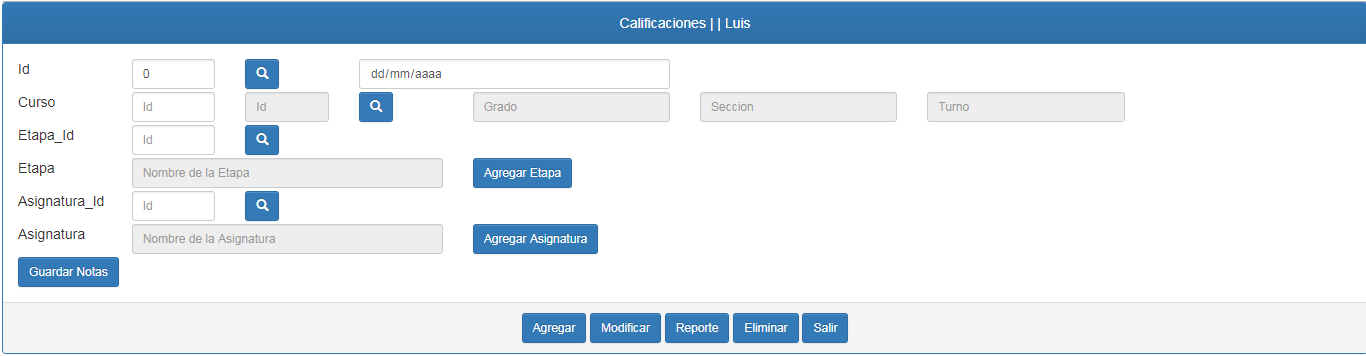 Calificaciones | | Luis
Id 0 dd/mm/aaaa
Curso Id Id Grado Seccion Turno
Etapa_Id Id
Etapa Nombre de la Etapa Agregar Etapa
Asignatura_Id Id
Asignatura Nombre de la Asignatura Agregar Asignatura
Guardar Notas
Agregar Modificar Reporte Eliminar Salir